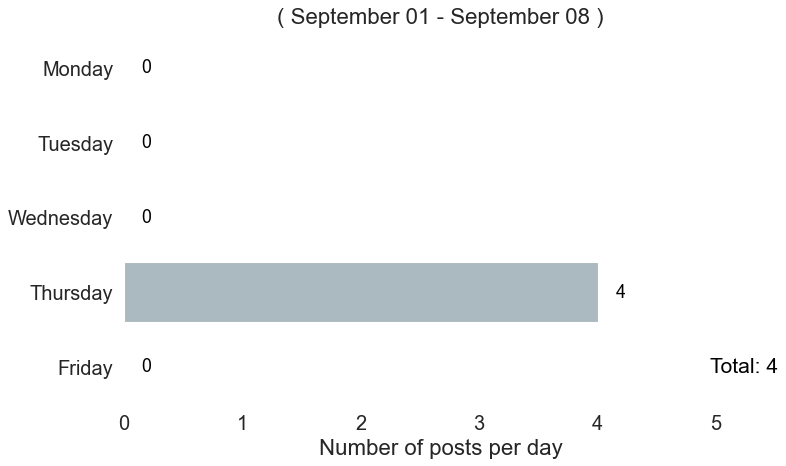 ( September 01 - September 08 )
Monday 0
Tuesday 0
Wednesday 0
Thursday 4
Friday 0 Total: 4
0 1 2 3 4 5
Number of posts per day